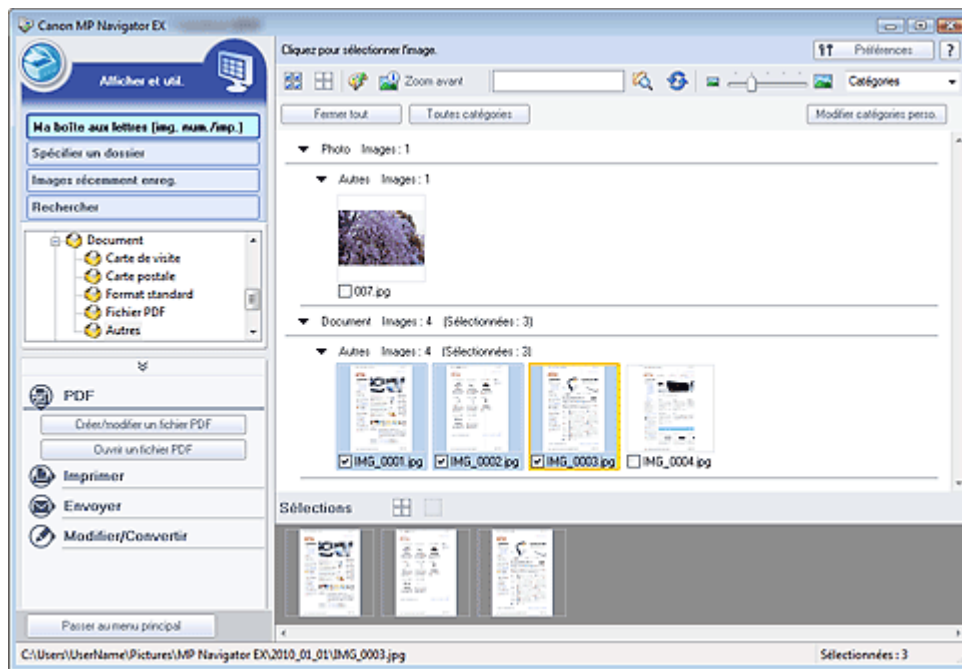 Canon MP Navigator EX
Afficher et util.
Ma boîte aux lettres [img. num./imp.]
Spécifier un dossier
Images récemment enreg.
Rechercher
Document
Carte de visite
Carte postale
Format standard
Fichier PDF
Autres
PDF
Créer/modifier un fichier PDF
Ouvrir un fichier PDF
Imprimer
Envoyer
Modifier/Convertir
Passer au menu principal
Cliquez pour sélectionner l'image.
Préférences
?
Zoom avant
Catégories
Fermer tout
Toutes catégories
Modifier catégories perso.
Photo Images : 1
Autres Images : 1
007.jpg
Document Images : 4 (Sélectionnées : 3)
Autres Images : 4 (Sélectionnées : 3)
IMG_0001.jpg
IMG_0002.jpg
IMG_0003.jpg
IMG_0004.jpg
Sélections
C:\Users\UserName\Pictures\MP Navigator EX\2010_01_01\IMG_0003.jpg
Sélectionnées : 3